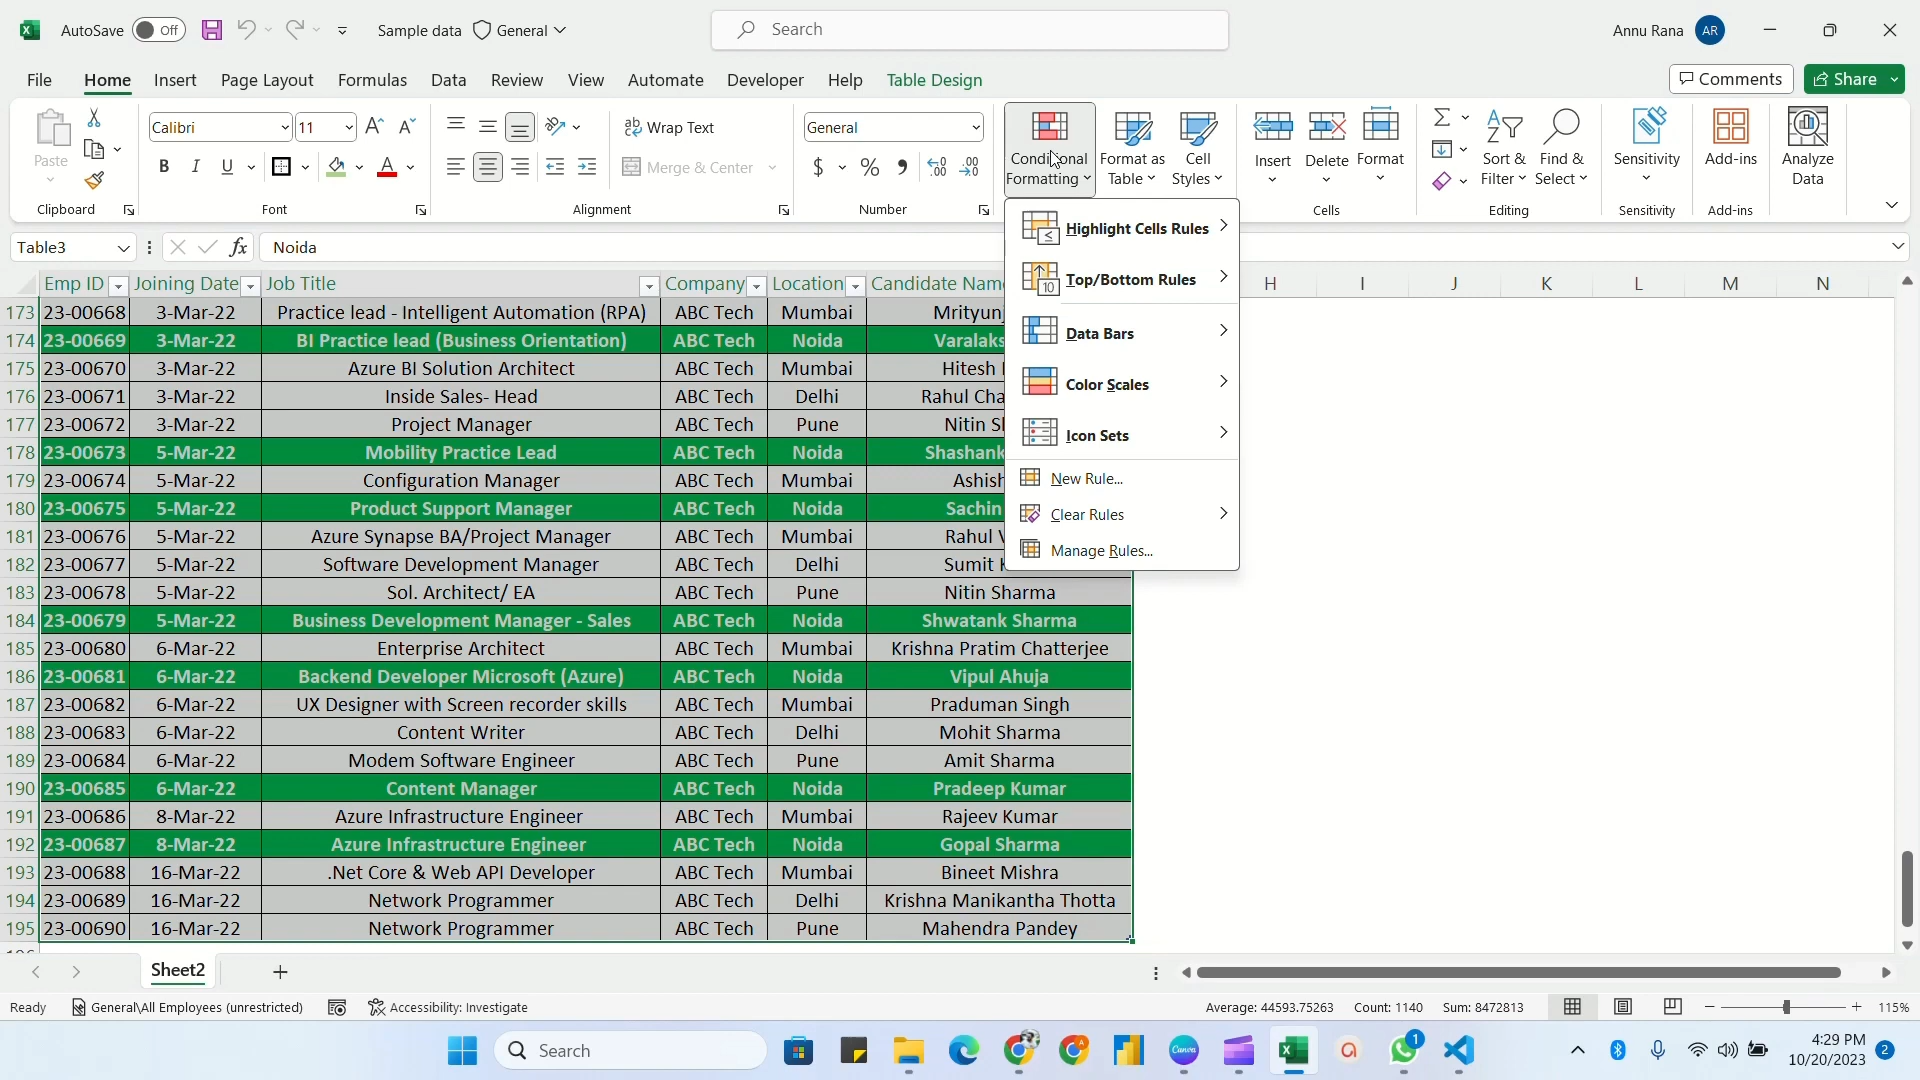 AutoSave Off Sample data General Search Annu Rana AR
File Home Insert Page Layout Formulas Data Review View Automate Developer Help Table Design Comments Share
Paste Calibri 11 Wrap Text General Conditional Formatting Format as Table Cell Styles Insert Delete Format Sort & Filter Find & Select Sensitivity Add-ins Analyze Data
B I U A Merge & Center $ % 9
Clipboard Font Alignment Number Cells Editing Sensitivity Add-ins
Table3 fx Noida
Highlight Cells Rules
Top/Bottom Rules
Data Bars
Color Scales
Icon Sets
New Rule...
Clear Rules
Manage Rules...
Emp ID Joining Date Job Title Company Location Candidate Nam H I J K L M N
173 23-00668 3-Mar-22 Practice lead - Intelligent Automation (RPA) ABC Tech Mumbai Mrityunj
174 23-00669 3-Mar-22 BI Practice lead (Business Orientation) ABC Tech Noida Varalaks
175 23-00670 3-Mar-22 Azure BI Solution Architect ABC Tech Mumbai Hitesh
176 23-00671 3-Mar-22 Inside Sales- Head ABC Tech Delhi Rahul Cha
177 23-00672 3-Mar-22 Project Manager ABC Tech Pune Nitin S
178 23-00673 5-Mar-22 Mobility Practice Lead ABC Tech Noida Shashank
179 23-00674 5-Mar-22 Configuration Manager ABC Tech Mumbai Ashish
180 23-00675 5-Mar-22 Product Support Manager ABC Tech Noida Sachin
181 23-00676 5-Mar-22 Azure Synapse BA/Project Manager ABC Tech Mumbai Rahul
182 23-00677 5-Mar-22 Software Development Manager ABC Tech Delhi Sumit
183 23-00678 5-Mar-22 Sol. Architect/ EA ABC Tech Pune Nitin Sharma
184 23-00679 5-Mar-22 Business Development Manager - Sales ABC Tech Noida Shwatank Sharma
185 23-00680 6-Mar-22 Enterprise Architect ABC Tech Mumbai Krishna Pratim Chatterjee
186 23-00681 6-Mar-22 Backend Developer Microsoft (Azure) ABC Tech Noida Vipul Ahuja
187 23-00682 6-Mar-22 UX Designer with Screen recorder skills ABC Tech Mumbai Praduman Singh
188 23-00683 6-Mar-22 Content Writer ABC Tech Delhi Mohit Sharma
189 23-00684 6-Mar-22 Modem Software Engineer ABC Tech Pune Amit Sharma
190 23-00685 6-Mar-22 Content Manager ABC Tech Noida Pradeep Kumar
191 23-00686 8-Mar-22 Azure Infrastructure Engineer ABC Tech Mumbai Rajeev Kumar
192 23-00687 8-Mar-22 Azure Infrastructure Engineer ABC Tech Noida Gopal Sharma
193 23-00688 16-Mar-22 .Net Core & Web API Developer ABC Tech Mumbai Bineet Mishra
194 23-00689 16-Mar-22 Network Programmer ABC Tech Delhi Krishna Manikantha Thotta
195 23-00690 16-Mar-22 Network Programmer ABC Tech Pune Mahendra Pandey
Sheet2
Ready General\All Employees (unrestricted) Accessibility: Investigate Average: 44593.75263 Count: 1140 Sum: 8472813 115%
Search 1 4:29 PM
10/20/2023 2